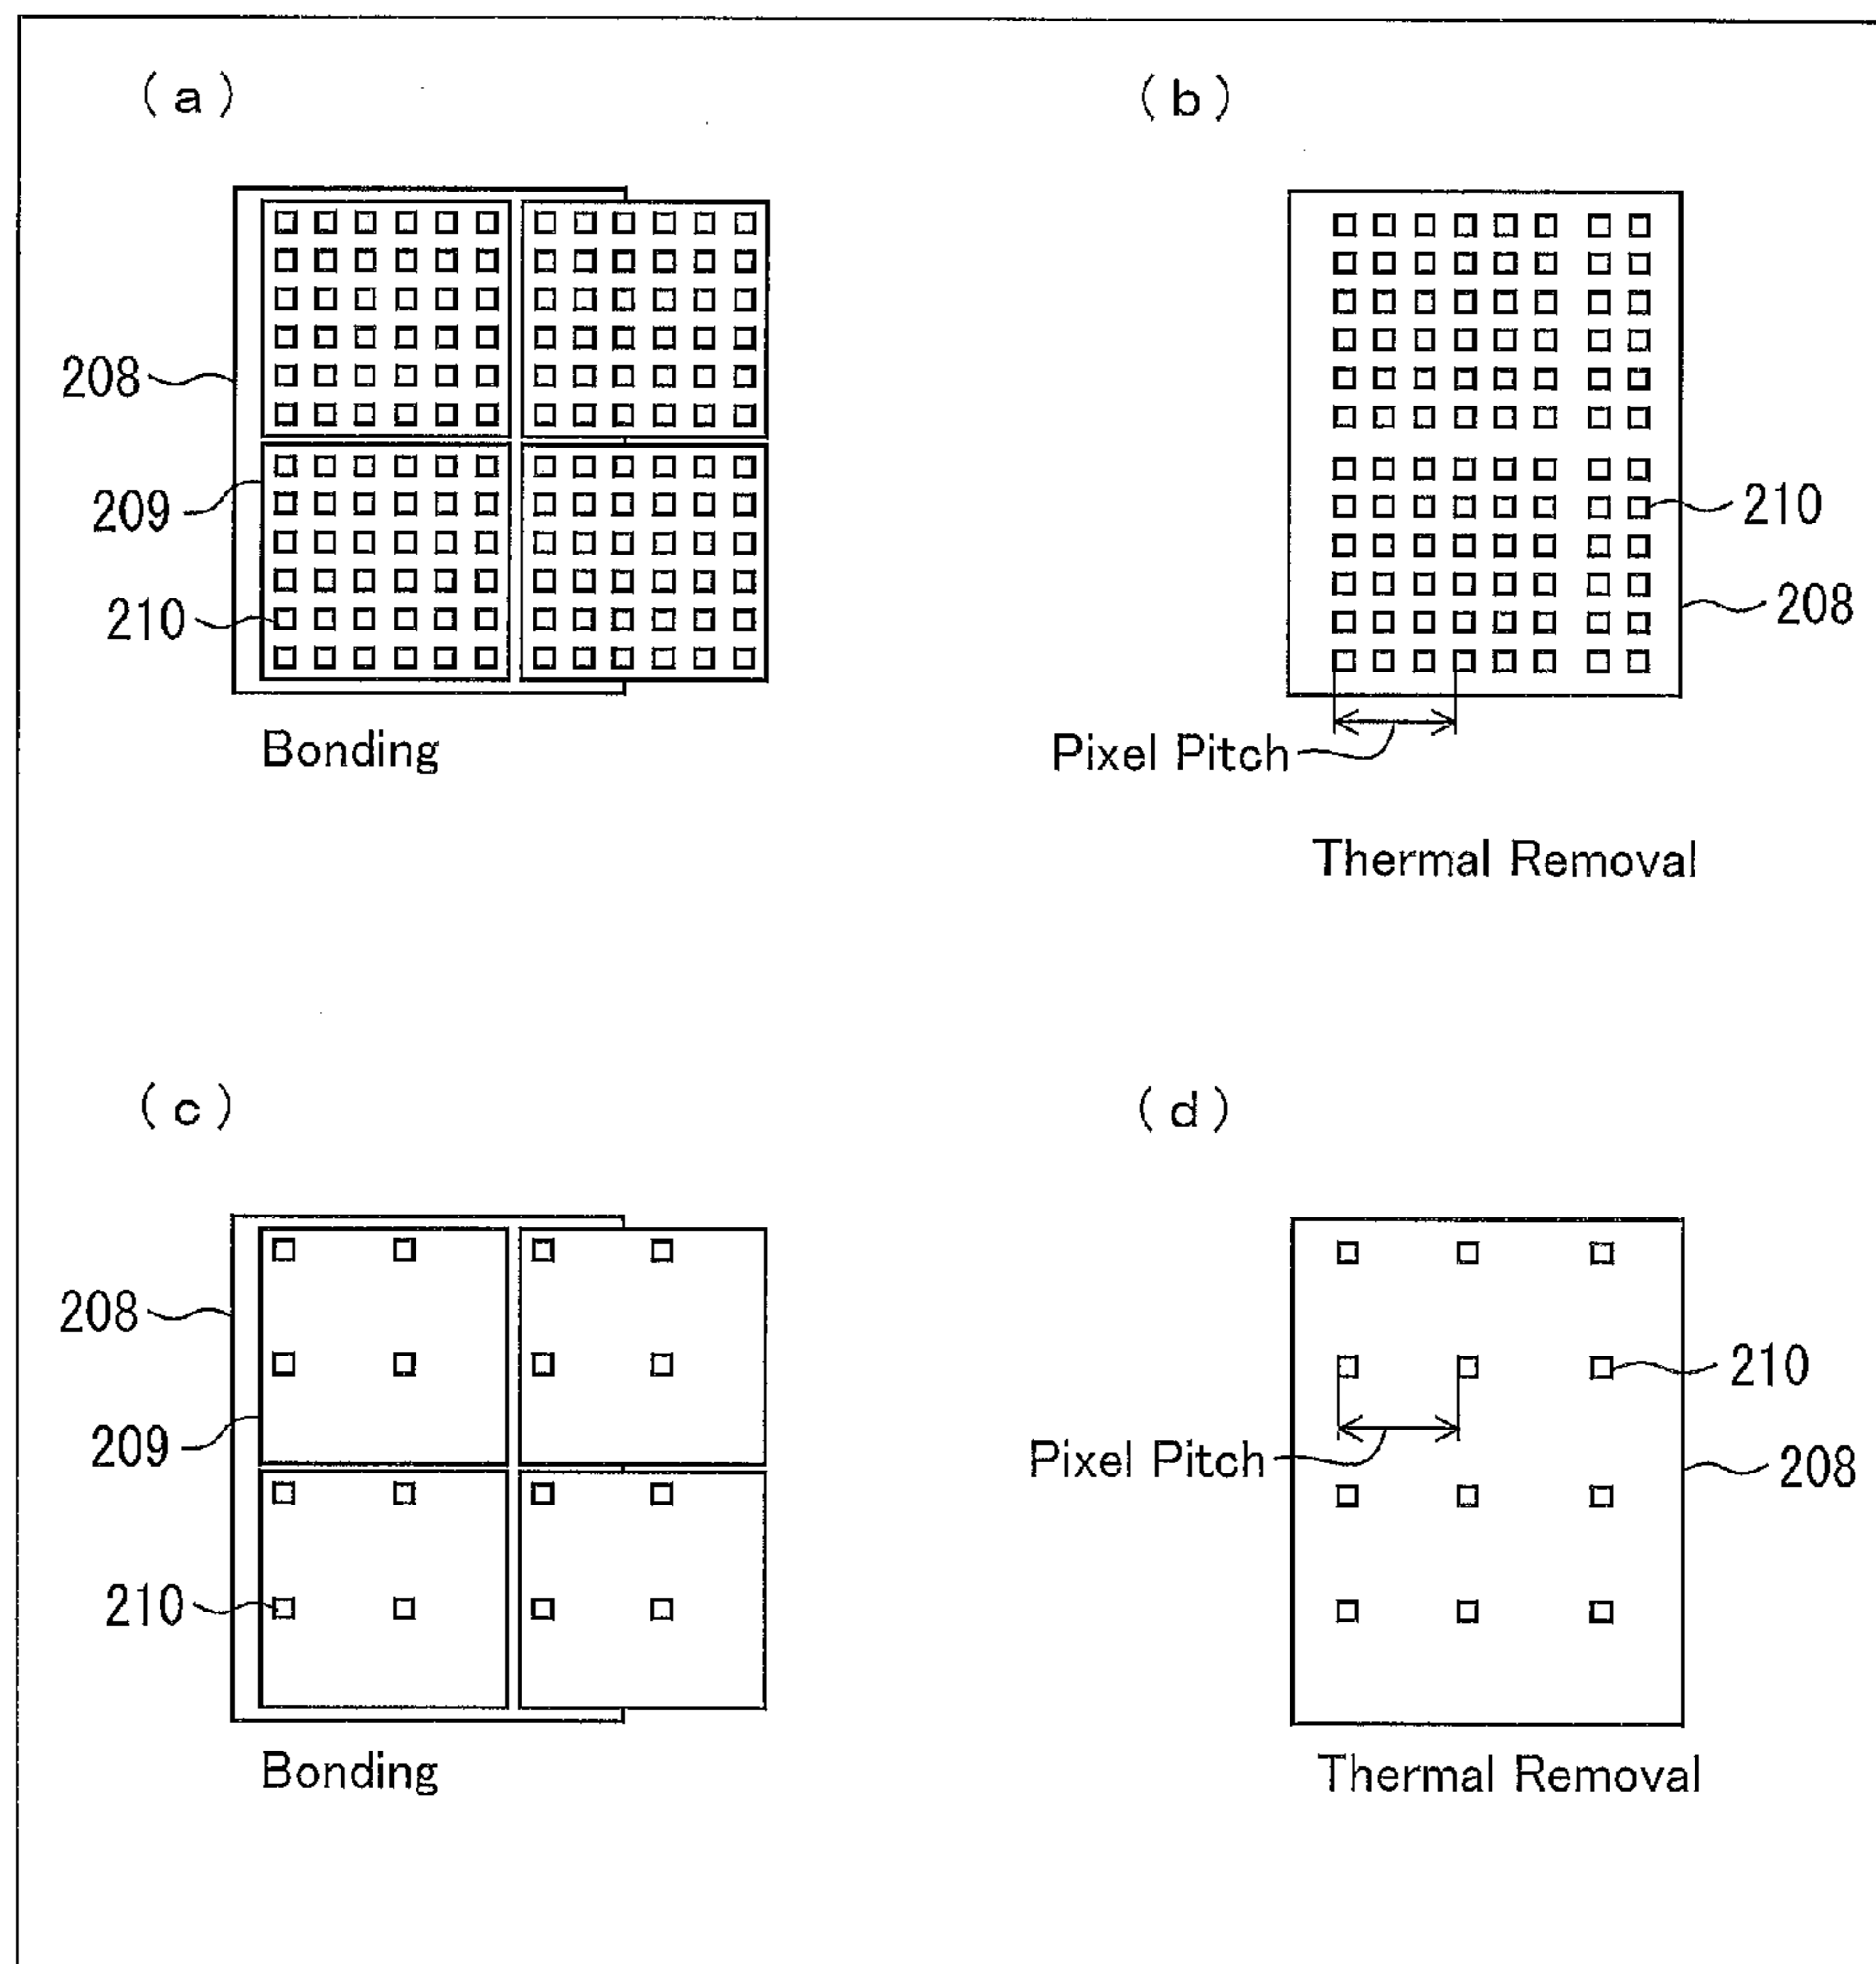 (a)
(b)
208
209
210
210
208
Bonding
Pixel Pitch
Thermal Removal
(c)
(d)
208
209
210
210
208
Pixel Pitch
Bonding
Thermal Removal